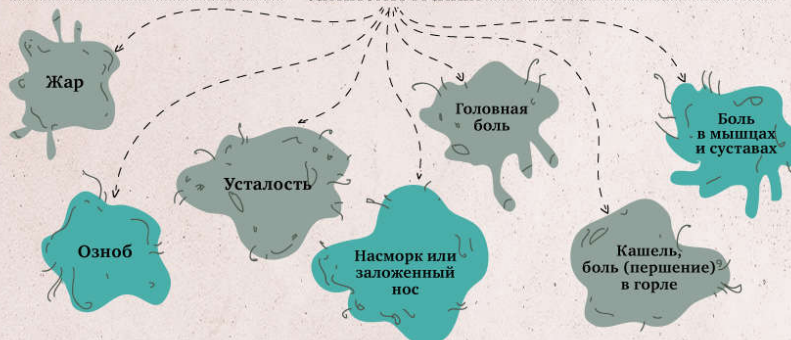 Жар
Озноб
Усталость
Насморк или
заложенный
нос
Головная
боль
Кашель,
боль (першение)
в горле
Боль
в мышцах
и суставах